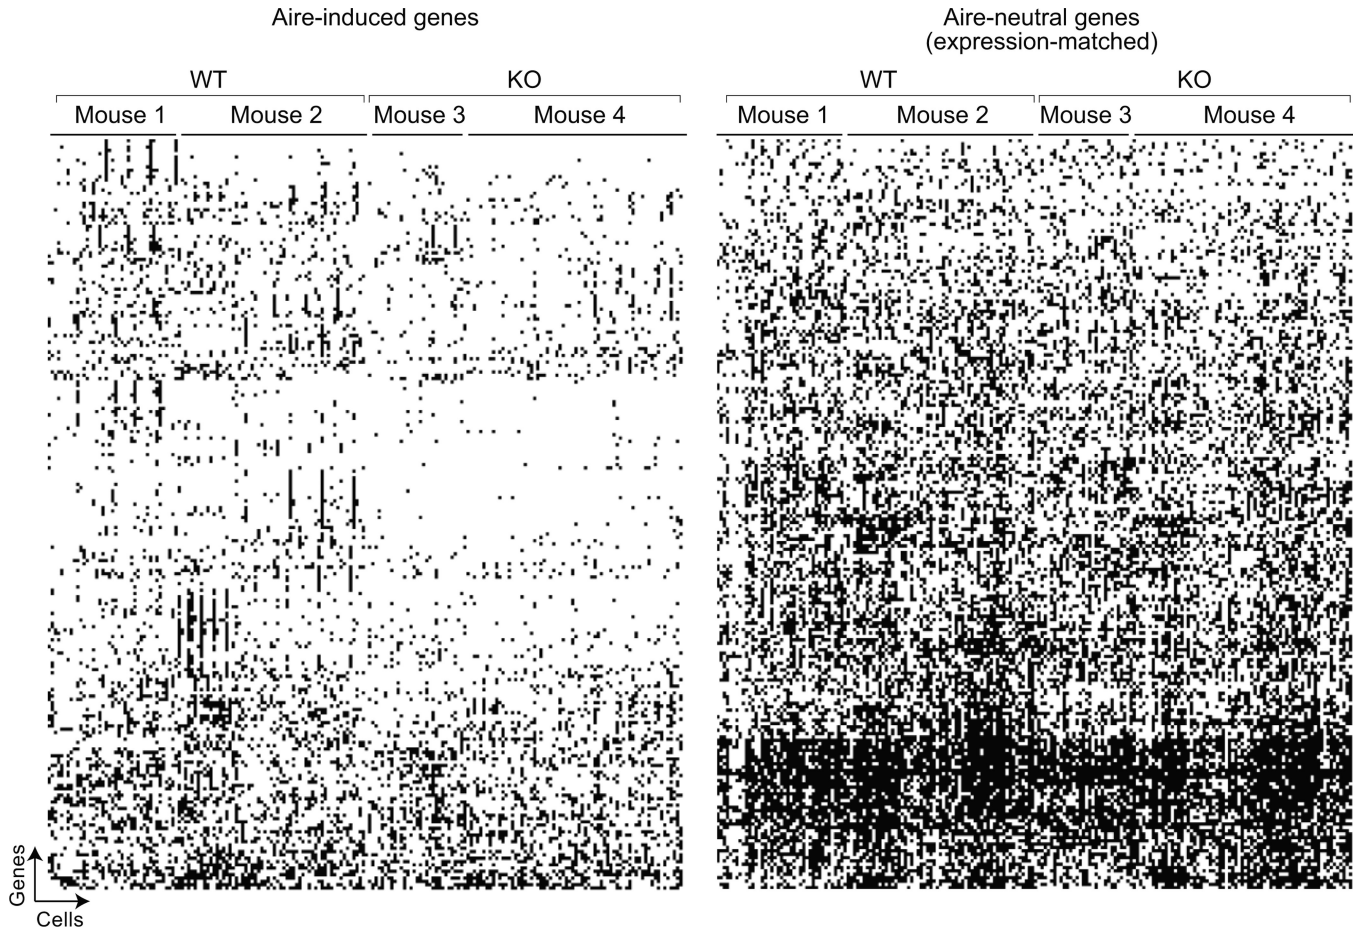 Aire-induced genes
Aire-neutral genes
(expression-matched)
WT
KO
WT
KO
Mouse 1
Mouse 2
Mouse 3
Mouse 4
Mouse 1
Mouse 2
Mouse 3
Mouse 4
Genes
Cells